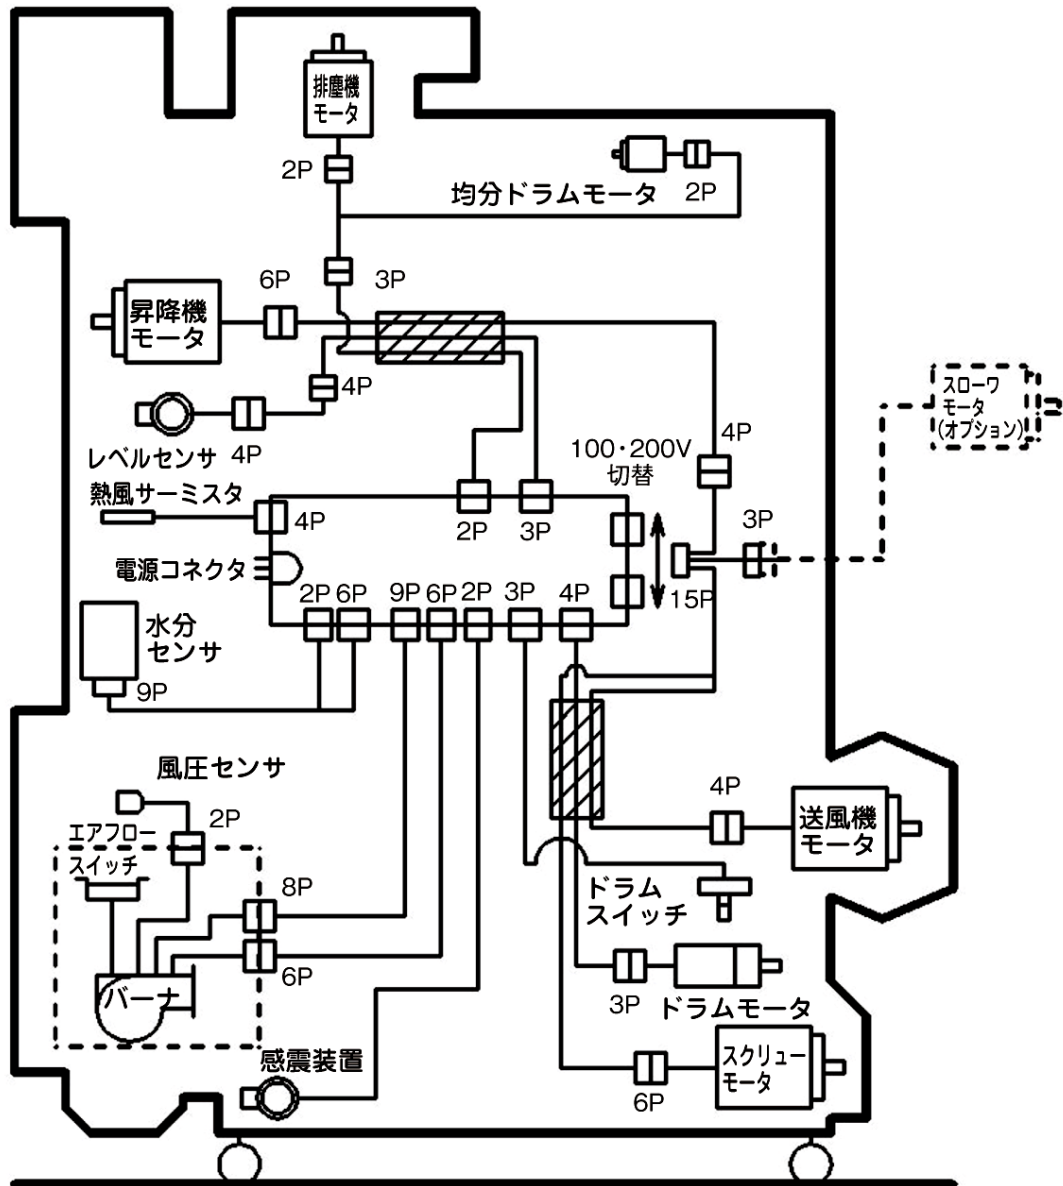 排塵機
モータ
2P
均分ドラムモータ
2P
3P
6P
昇降機
モータ
4P
レベルセンサ
4P
100・200V
切替
4P
スローワ
モータ
(オプション)
熱風サーミスタ
4P
2P
3P
3P
電源コネクタ
15P
2P
6P
9P
6P
2P
3P
4P
水分
センサ
9P
風圧センサ
2P
エアフロー
スイッチ
4P
送風機
モータ
8P
ドラム
スイッチ
6P
バーナ
3P
ドラムモータ
感震装置
スクリュー
モータ
6P